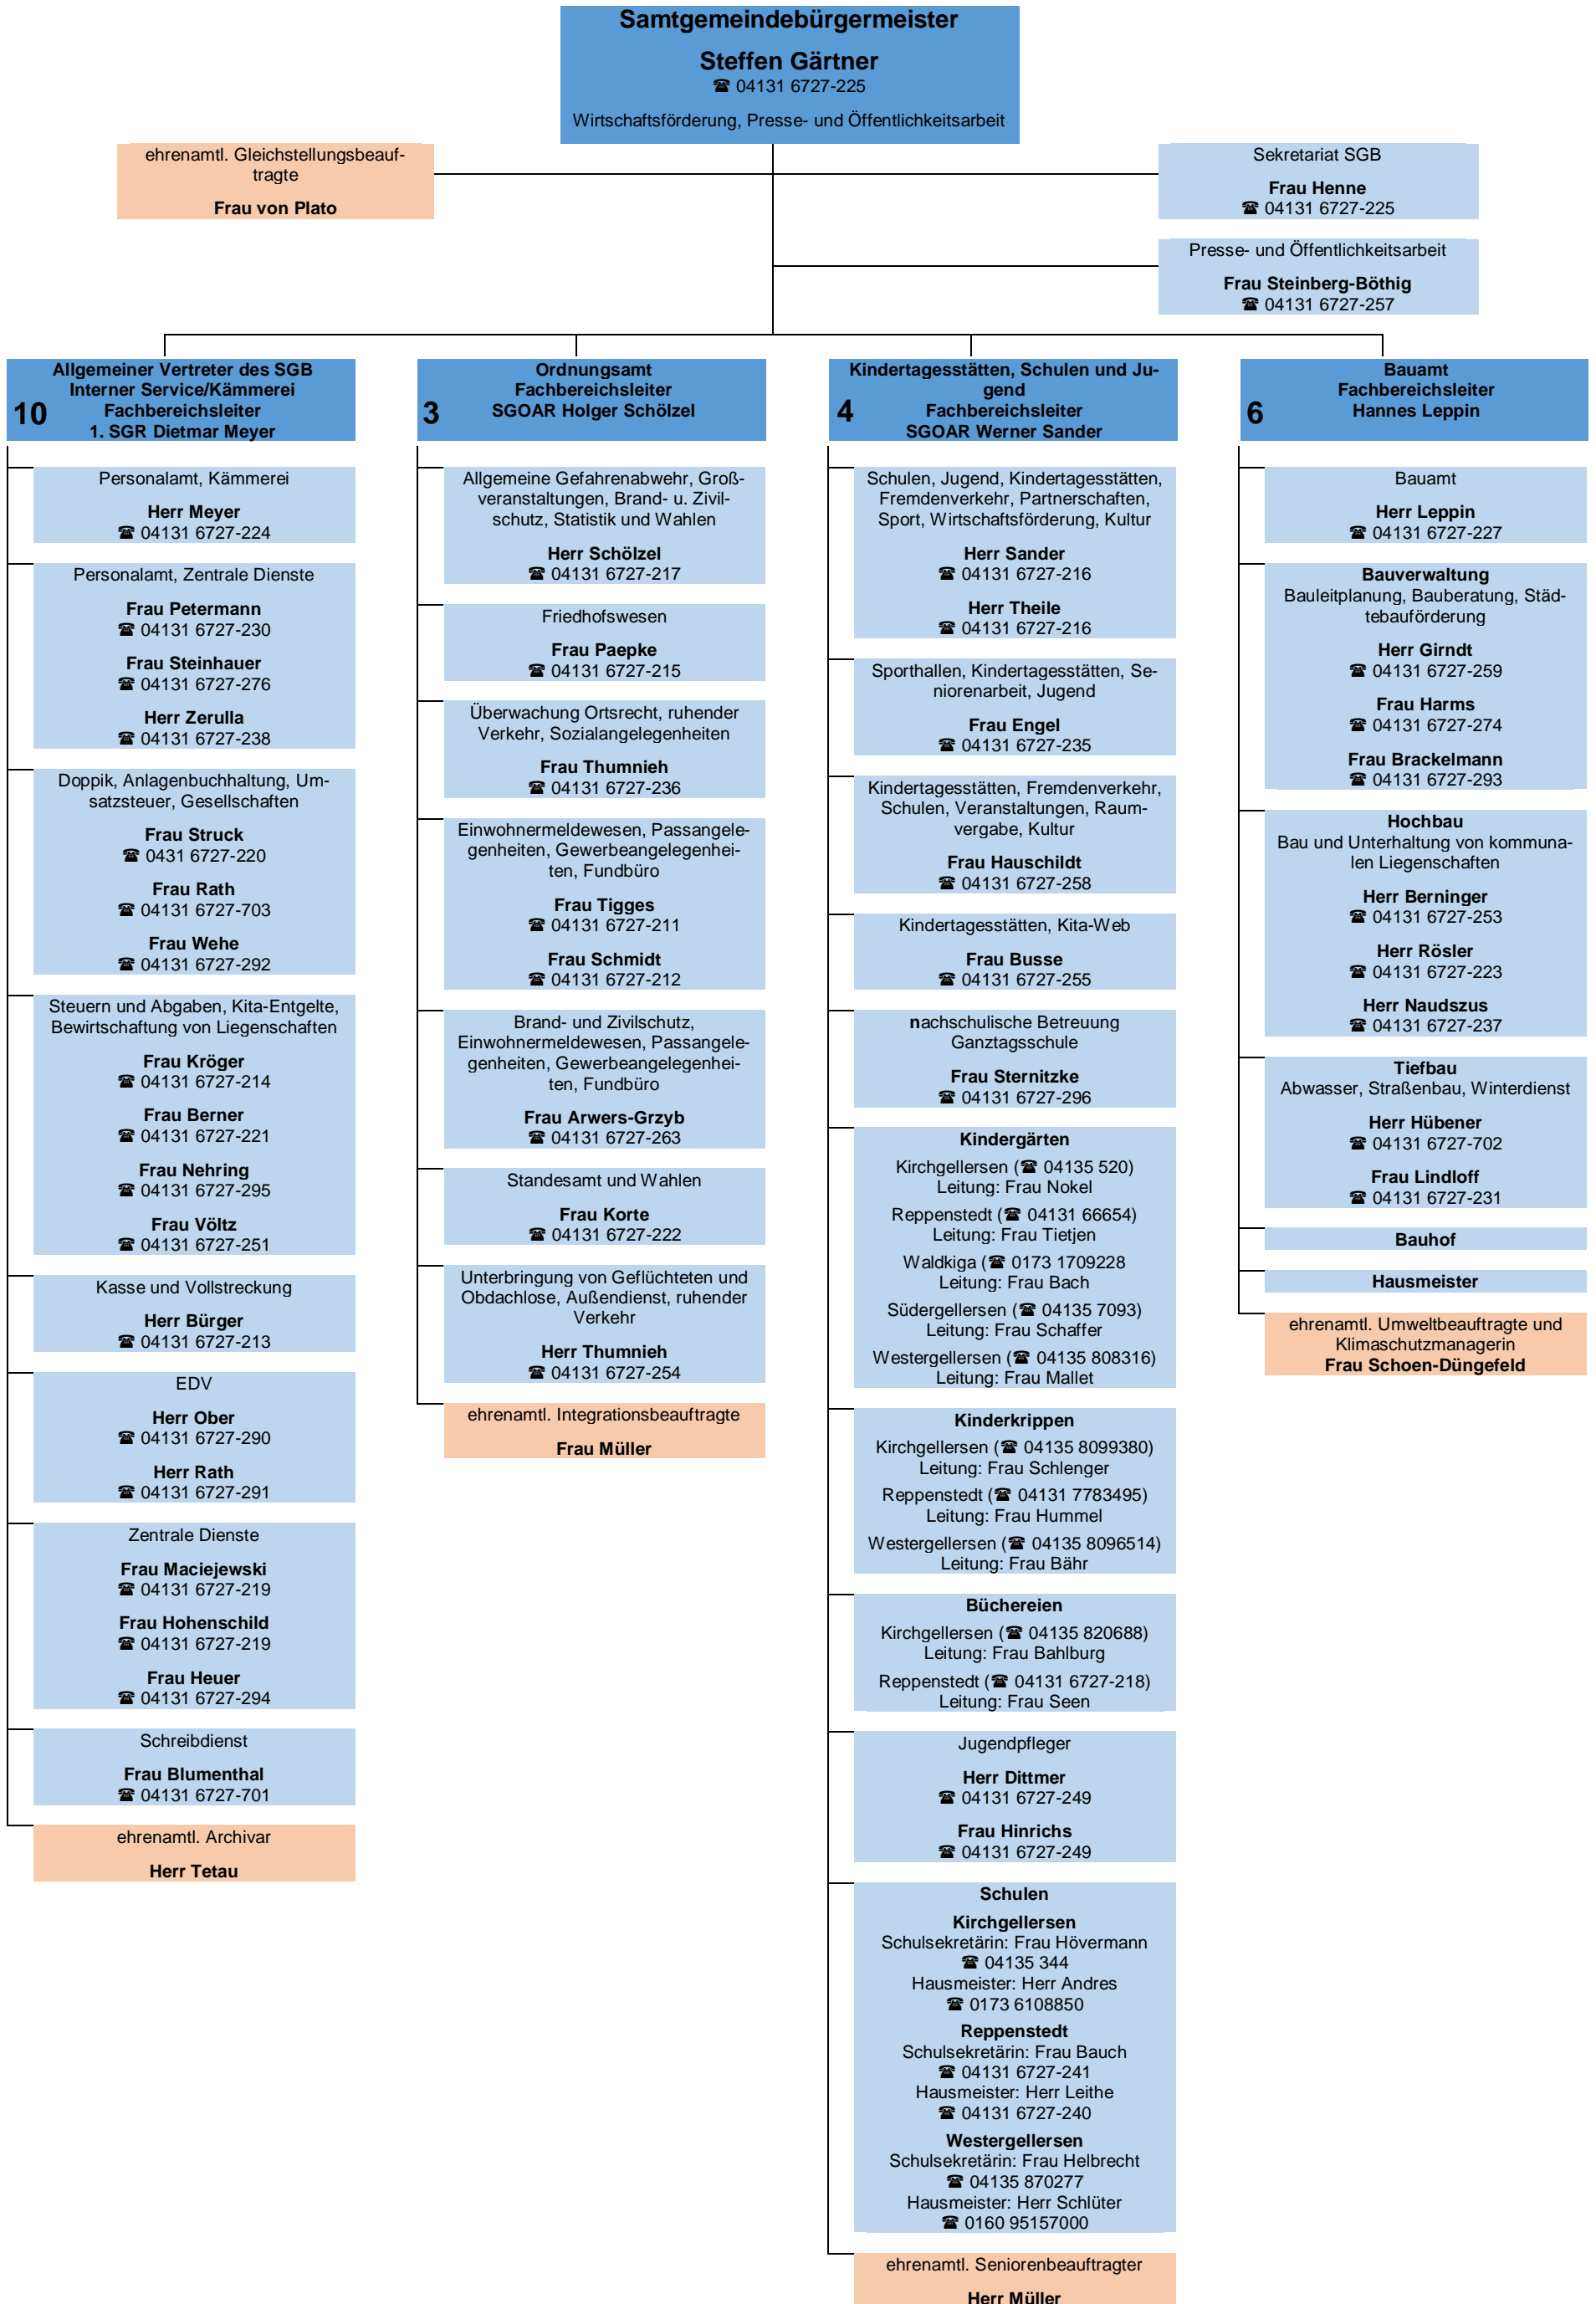 Samtgemeindebürgermeister
Steffen Gärtner
☎ 04131 6727-225
Wirtschaftsförderung, Presse- und Öffentlichkeitsarbeit
ehrenamtl. Gleichstellungsbeauf-
tragte
Frau von Plato
Sekretariat SGB
Frau Henne
☎ 04131 6727-225
Presse- und Öffentlichkeitsarbeit
Frau Steinberg-Böthig
☎ 04131 6727-257
Allgemeiner Vertreter des SGB
Interner Service/Kämmerei
Fachbereichsleiter
10
1. SGR Dietmar Meyer
Personalamt, Kämmerei
Herr Meyer
☎ 04131 6727-224
Personalamt, Zentrale Dienste
Frau Petermann
☎ 04131 6727-230
Frau Steinhauer
☎ 04131 6727-276
Herr Zerulla
☎ 04131 6727-238
Doppik, Anlagenbuchhaltung, Um-
satzsteuer, Gesellschaften
Frau Struck
☎ 0431 6727-220
Frau Rath
☎ 04131 6727-703
Frau Wehe
☎ 04131 6727-292
Steuern und Abgaben, Kita-Entgelte,
Bewirtschaftung von Liegenschaften
Frau Kröger
☎ 04131 6727-214
Frau Berner
☎ 04131 6727-221
Frau Nehring
☎ 04131 6727-295
Frau Völtz
☎ 04131 6727-251
Kasse und Vollstreckung
Herr Bürger
☎ 04131 6727-213
EDV
Herr Ober
☎ 04131 6727-290
Herr Rath
☎ 04131 6727-291
Zentrale Dienste
Frau Maciejewski
☎ 04131 6727-219
Frau Hohenschild
☎ 04131 6727-219
Frau Heuer
☎ 04131 6727-294
Schreibdienst
Frau Blumenthal
☎ 04131 6727-701
ehrenamtl. Archivar
Herr Tetau
Ordnungsamt
Fachbereichsleiter
3
SGOAR Holger Schölzel
Allgemeine Gefahrenabwehr, Groß-
veranstaltungen, Brand- u. Zivil-
schutz, Statistik und Wahlen
Herr Schölzel
☎ 04131 6727-217
Friedhofswesen
Frau Paepke
☎ 04131 6727-215
Überwachung Ortsrecht, ruhender
Verkehr, Sozialangelegenheiten
Frau Thumnieh
☎ 04131 6727-236
Einwohnermeldewesen, Passangele-
genheiten, Gewerbeangelegenhei-
ten, Fundbüro
Frau Tigges
☎ 04131 6727-211
Frau Schmidt
☎ 04131 6727-212
Brand- und Zivilschutz,
Einwohnermeldewesen, Passangele-
genheiten, Gewerbeangelegenhei-
ten, Fundbüro
Frau Arwers-Grzyb
☎ 04131 6727-263
Standesamt und Wahlen
Frau Korte
☎ 04131 6727-222
Unterbringung von Geflüchteten und
Obdachlose, Außendienst, ruhender
Verkehr
Herr Thumnieh
☎ 04131 6727-254
ehrenamtl. Integrationsbeauftragte
Frau Müller
Kindertagesstätten, Schulen und Ju-
gend
Fachbereichsleiter
4
SGOAR Werner Sander
Schulen, Jugend, Kindertagesstätten,
Fremdenverkehr, Partnerschaften,
Sport, Wirtschaftsförderung, Kultur
Herr Sander
☎ 04131 6727-216
Herr Theile
☎ 04131 6727-216
Sporthallen, Kindertagesstätten, Se-
niorenarbeit, Jugend
Frau Engel
☎ 04131 6727-235
Kindertagesstätten, Fremdenverkehr,
Schulen, Veranstaltungen, Raum-
vergabe, Kultur
Frau Hauschildt
☎ 04131 6727-258
Kindertagesstätten, Kita-Web
Frau Busse
☎ 04131 6727-255
nachschulische Betreuung
Ganztagsschule
Frau Sternitzke
☎ 04131 6727-296
Kindergärten
Kirchgellersen (☎ 04135 520)
Leitung: Frau Nokel
Reppenstedt (☎ 04131 66654)
Leitung: Frau Tietjen
Waldkiga (☎ 0173 1709228
Leitung: Frau Bach
Südergellersen (☎ 04135 7093)
Leitung: Frau Schaffer
Westergellersen (☎ 04135 808316)
Leitung: Frau Mallet
Kinderkrippen
Kirchgellersen (☎ 04135 8099380)
Leitung: Frau Schlenger
Reppenstedt (☎ 04131 7783495)
Leitung: Frau Hummel
Westergellersen (☎ 04135 8096514)
Leitung: Frau Bähr
Büchereien
Kirchgellersen (☎ 04135 820688)
Leitung: Frau Bahlburg
Reppenstedt (☎ 04131 6727-218)
Leitung: Frau Seen
Jugendpfleger
Herr Dittmer
☎ 04131 6727-249
Frau Hinrichs
☎ 04131 6727-249
Schulen
Kirchgellersen
Schulsekretärin: Frau Hövermann
☎ 04135 344
Hausmeister: Herr Andres
☎ 0173 6108850
Reppenstedt
Schulsekretärin: Frau Bauch
☎ 04131 6727-241
Hausmeister: Herr Leithe
☎ 04131 6727-240
Westergellersen
Schulsekretärin: Frau Helbrecht
☎ 04135 870277
Hausmeister: Herr Schlüter
☎ 0160 95157000
ehrenamtl. Seniorenbeauftragter
Herr Müller
Bauamt
Fachbereichsleiter
6
Hannes Leppin
Bauamt
Herr Leppin
☎ 04131 6727-227
Bauverwaltung
Bauleitplanung, Bauberatung, Städ-
tebauförderung
Herr Girndt
☎ 04131 6727-259
Frau Harms
☎ 04131 6727-274
Frau Brackelmann
☎ 04131 6727-293
Hochbau
Bau und Unterhaltung von kommuna-
len Liegenschaften
Herr Berninger
☎ 04131 6727-253
Herr Rösler
☎ 04131 6727-223
Herr Naudszus
☎ 04131 6727-237
Tiefbau
Abwasser, Straßenbau, Winterdienst
Herr Hübener
☎ 04131 6727-702
Frau Lindloff
☎ 04131 6727-231
Bauhof
Hausmeister
ehrenamtl. Umweltbeauftragte und
Klimaschutzmanagerin
Frau Schoen-Düngefeld